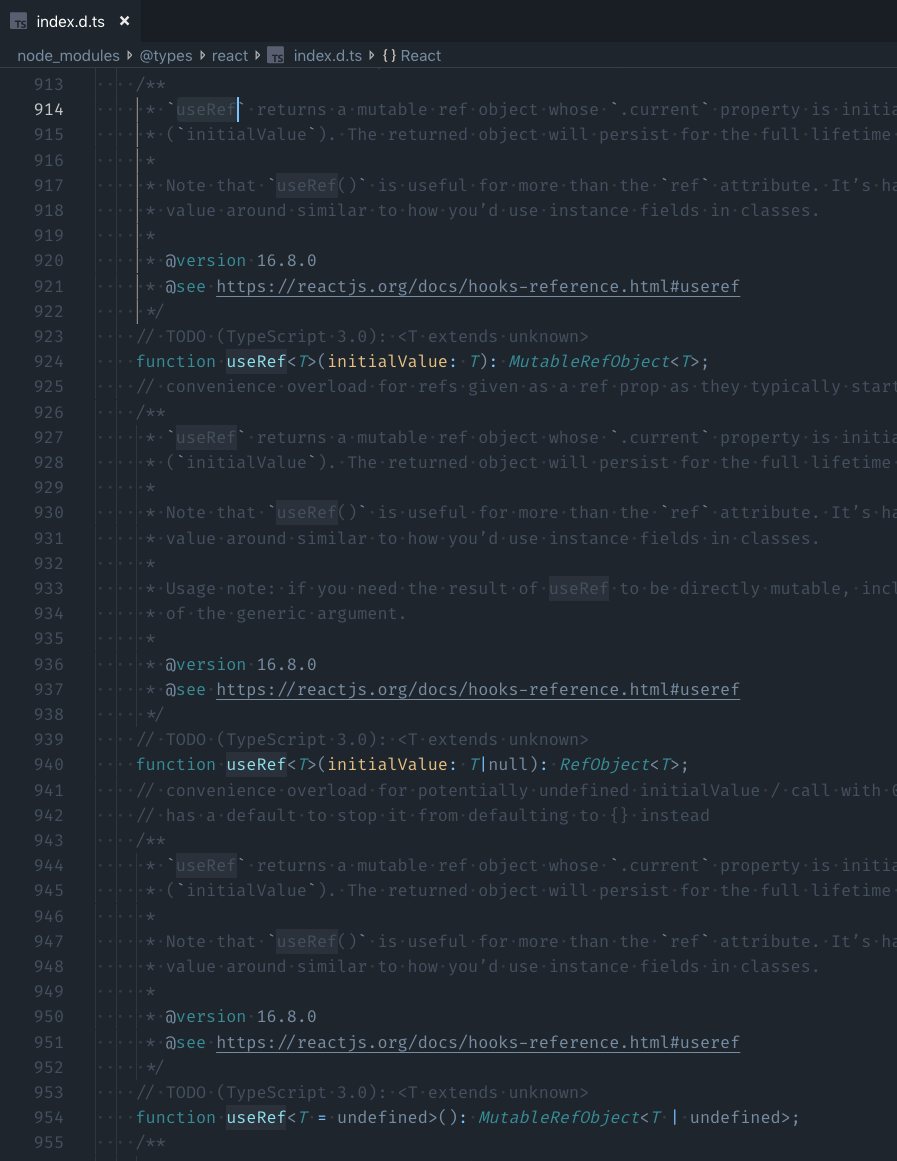 TS index.d.ts ×
node_modules @types react TS index.d.ts {} React
913 /**
914 * `useRef` returns a mutable ref object whose `.current` property is initia
915 * (`initialValue`). The returned object will persist for the full lifetime
916 *
917 * Note that `useRef()` is useful for more than the `ref` attribute. It’s ha
918 * value around similar to how you’d use instance fields in classes.
919 *
920 * @version 16.8.0
921 * @see https://reactjs.org/docs/hooks-reference.html#useref
922 */
923 // TODO (TypeScript 3.0): <T extends unknown>
924 function useRef<T>(initialValue: T): MutableRefObject<T>;
925 // convenience overload for refs given as a ref prop as they typically start
926 /**
927 * `useRef` returns a mutable ref object whose `.current` property is initia
928 * (`initialValue`). The returned object will persist for the full lifetime
929 *
930 * Note that `useRef()` is useful for more than the `ref` attribute. It’s ha
931 * value around similar to how you’d use instance fields in classes.
932 *
933 * Usage note: if you need the result of useRef to be directly mutable, incl
934 * of the generic argument.
935 *
936 * @version 16.8.0
937 * @see https://reactjs.org/docs/hooks-reference.html#useref
938 */
939 // TODO (TypeScript 3.0): <T extends unknown>
940 function useRef<T>(initialValue: T|null): RefObject<T>;
941 // convenience overload for potentially undefined initialValue / call with 0
942 // has a default to stop it from defaulting to {} instead
943 /**
944 * `useRef` returns a mutable ref object whose `.current` property is initia
945 * (`initialValue`). The returned object will persist for the full lifetime
946 *
947 * Note that `useRef()` is useful for more than the `ref` attribute. It’s ha
948 * value around similar to how you’d use instance fields in classes.
949 *
950 * @version 16.8.0
951 * @see https://reactjs.org/docs/hooks-reference.html#useref
952 */
953 // TODO (TypeScript 3.0): <T extends unknown>
954 function useRef<T = undefined>(): MutableRefObject<T | undefined>;
955 /**